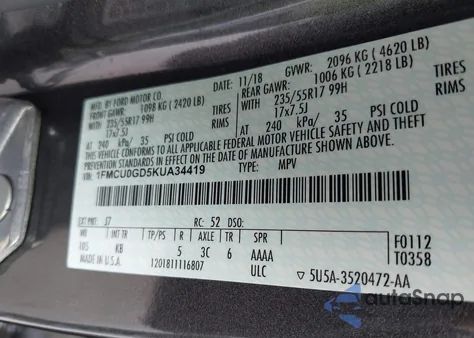 MFD. BY FORD MOTOR CO.
DATE: 11/18 GVWR: 2096 KG ( 4620 LB)
FRONT GAWR: 1098 KG ( 2420 LB) REAR GAWR: 1006 KG ( 2218 LB)
WITH 235/55R17 99H TIRES WITH 235/55R17 99H TIRES
17x7.5J RIMS 17x7.5J RIMS
AT 240 kPa/ 35 PSI COLD AT 240 kPa/ 35 PSI COLD
THIS VEHICLE CONFORMS TO ALL APPLICABLE FEDERAL MOTOR VEHICLE SAFETY AND THEFT
PREVENTION STANDARDS IN EFFECT ON THE DATE OF MANUFACTURE SHOWN ABOVE.
VIN: 1FMCU0GD5KUA34419 TYPE: MPV
EXT PNT: J7 RC: 52 DSO:
WB INT TR TP/PS R AXLE TR SPR F0112
105 KB 5 3C 6 AAAA T0358
MADE IN U.S.A. 1201811116807 ULC ▽ 5U5A-3520472-AA
autoSnap